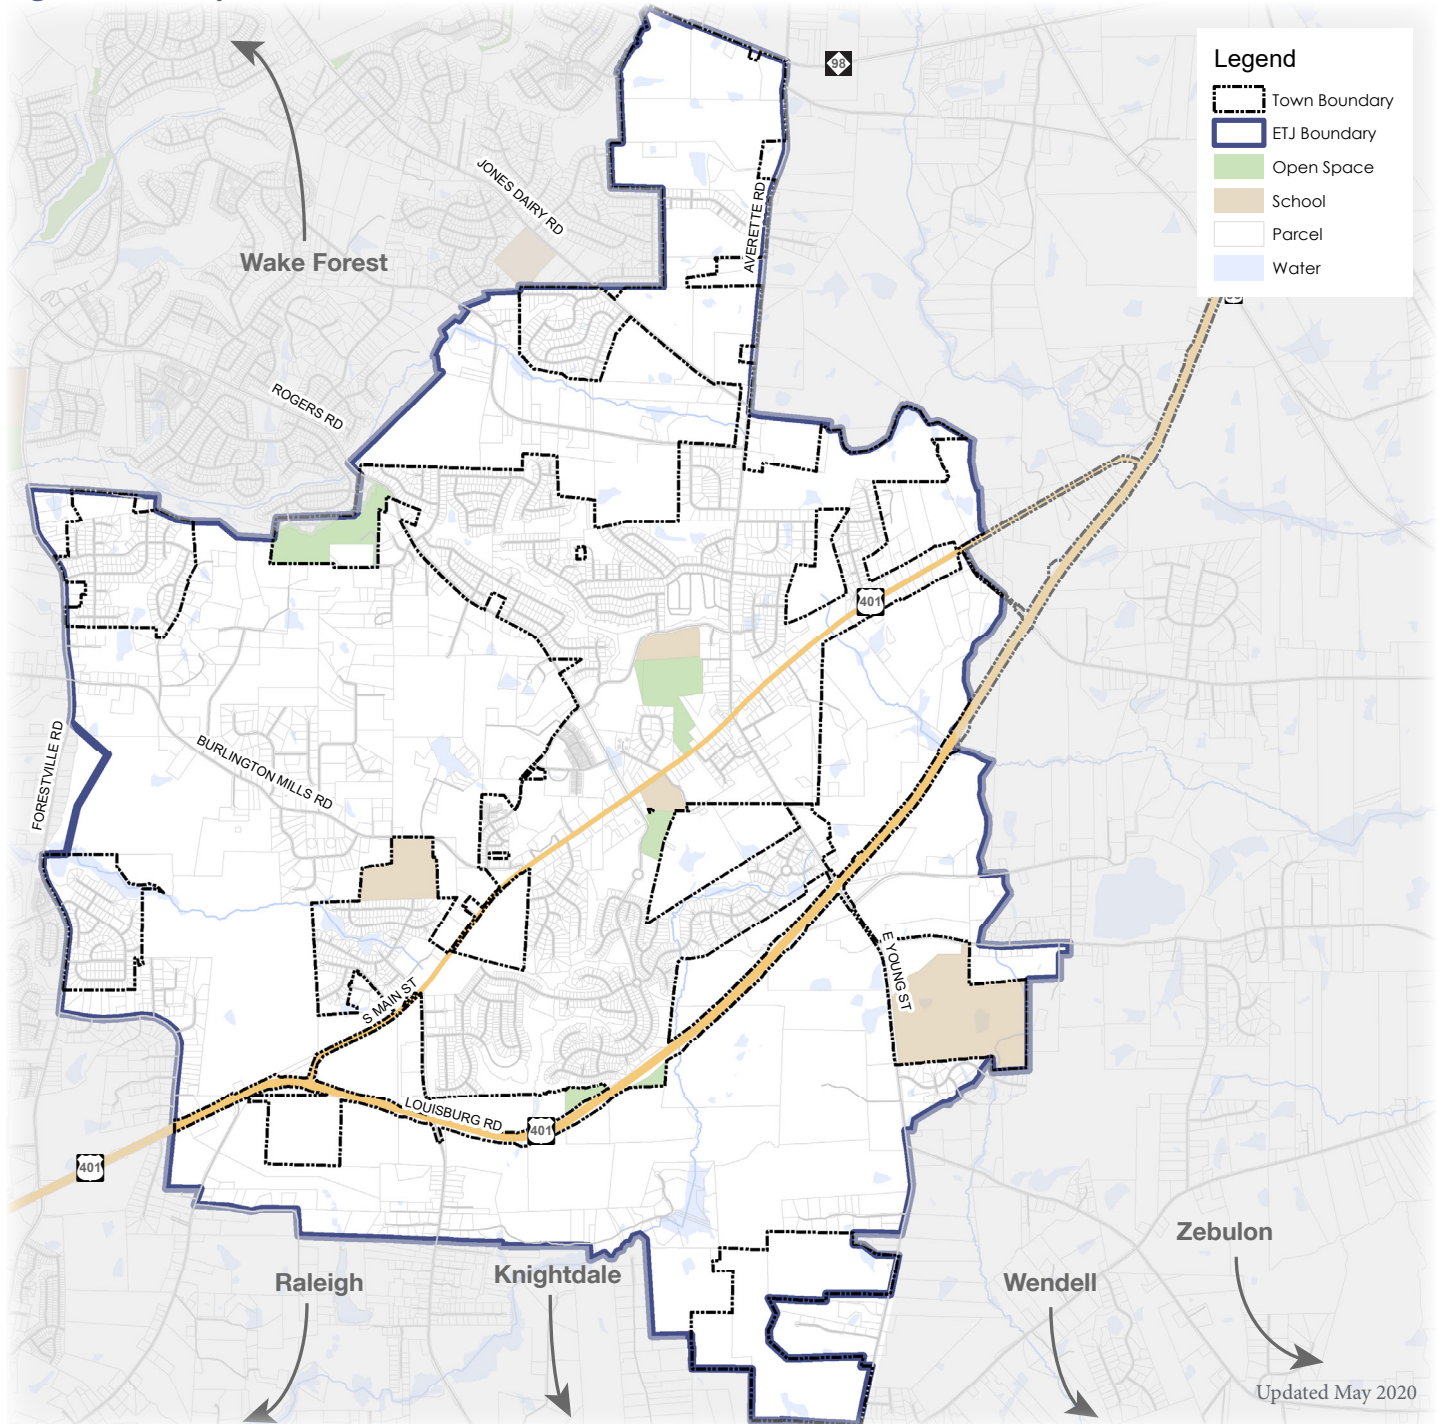 98
Legend
Town Boundary
ETJ Boundary
Open Space
School
Parcel
Water
JONES DAIRY RD
AVERETTE RD
Wake Forest
ROGERS RD
401
FORESTVILLE RD
BURLINGTON MILLS RD
E YOUNG ST
S MAIN ST
LOUISBURG RD
401
401
Zebulon
Raleigh
Knightdale
Wendell
Updated May 2020